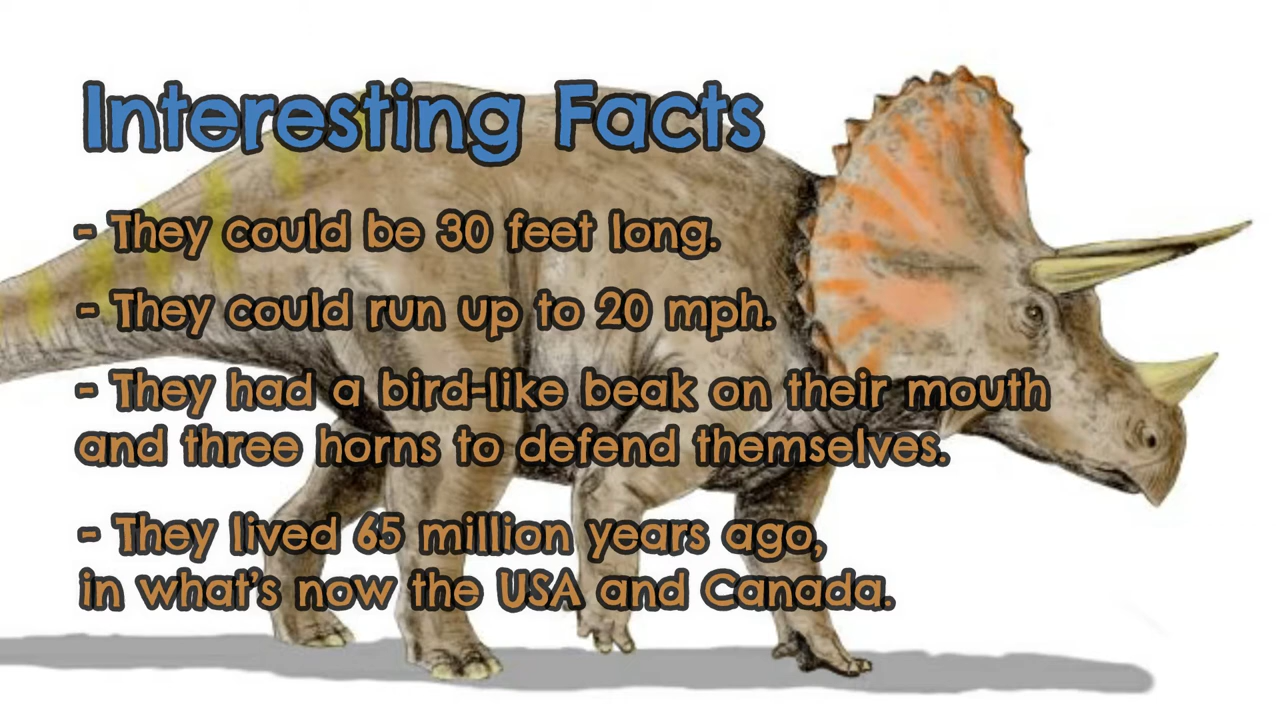 Interesting Facts
- They could be 30 feet long.
- They could run up to 20 mph.
- They had a bird-like beak on their mouth
and three horns to defend themselves.
- They lived 65 million years ago,
in what's now the USA and Canada.